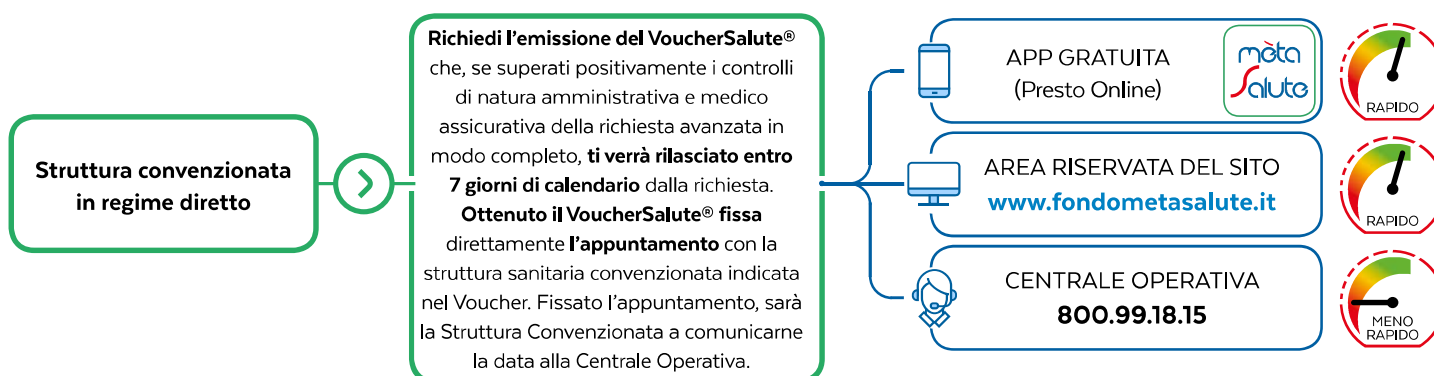 Struttura convenzionata
in regime diretto
Richiedi l'emissione del VoucherSalute®
che, se superati positivamente i controlli
di natura amministrativa e medico
assicurativa della richiesta avanzata in
modo completo, ti verrà rilasciato entro
7 giorni di calendario dalla richiesta.
Ottenuto il VoucherSalute® fissa
direttamente l'appuntamento con la
struttura sanitaria convenzionata indicata
nel Voucher. Fissato l'appuntamento, sarà
la Struttura Convenzionata a comunicarne
la data alla Centrale Operativa.
APP GRATUITA
(Presto Online)
mèta
Salute
RAPIDO
AREA RISERVATA DEL SITO
www.fondometasalute.it
RAPIDO
CENTRALE OPERATIVA
800.99.18.15
MENO
RAPIDO